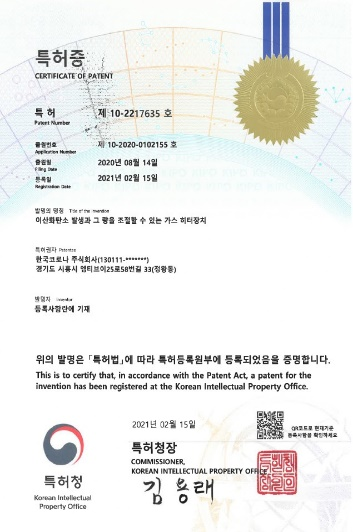 특허증
CERTIFICATE OF PATENT
특 허 제 10-2217635 호
Patent Number
출원번호 제 10-2020-0102155 호
Application Number
출원일 2020년 08월 14일
Filing Date
등록일 2021년 02월 15일
Registration Date
발명의 명칭 Title of the Invention
이산화탄소 발생과 그 량을 조절할 수 있는 가스 히터장치
특허권자 Patentee
한국코로나 주식회사(130111-*******)
경기도 시흥시 엠티브이25로58번길 33(정왕동)
발명자 Inventor
등록사항란에 기재
위의 발명은 「특허법」에 따라 특허등록원부에 등록되었음을 증명합니다.
This is to certify that, in accordance with the Patent Act, a patent for the
invention has been registered at the Korean Intellectual Property Office.
2021년 02월 15일
QR코드로 현재기준
등록사항을 확인하세요
특허청장
COMMISSIONER,
KOREAN INTELLECTUAL PROPERTY OFFICE
김용래
특허청
Korean Intellectual
Property Office